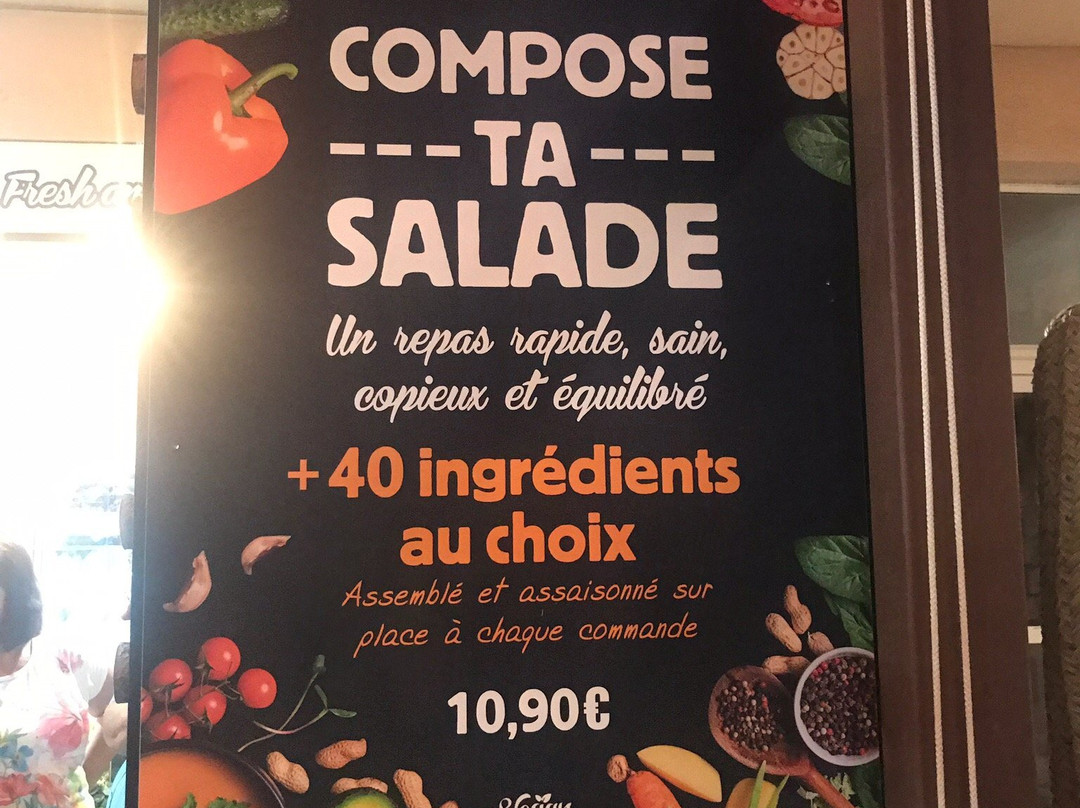 COMPOSE
TA
SALADE
Un repas rapide, sain,
copieux et équilibré
+ 40 ingrédients
au choix
Assemblé et assaisonné sur
place à chaque commande
10,90€
Fresh